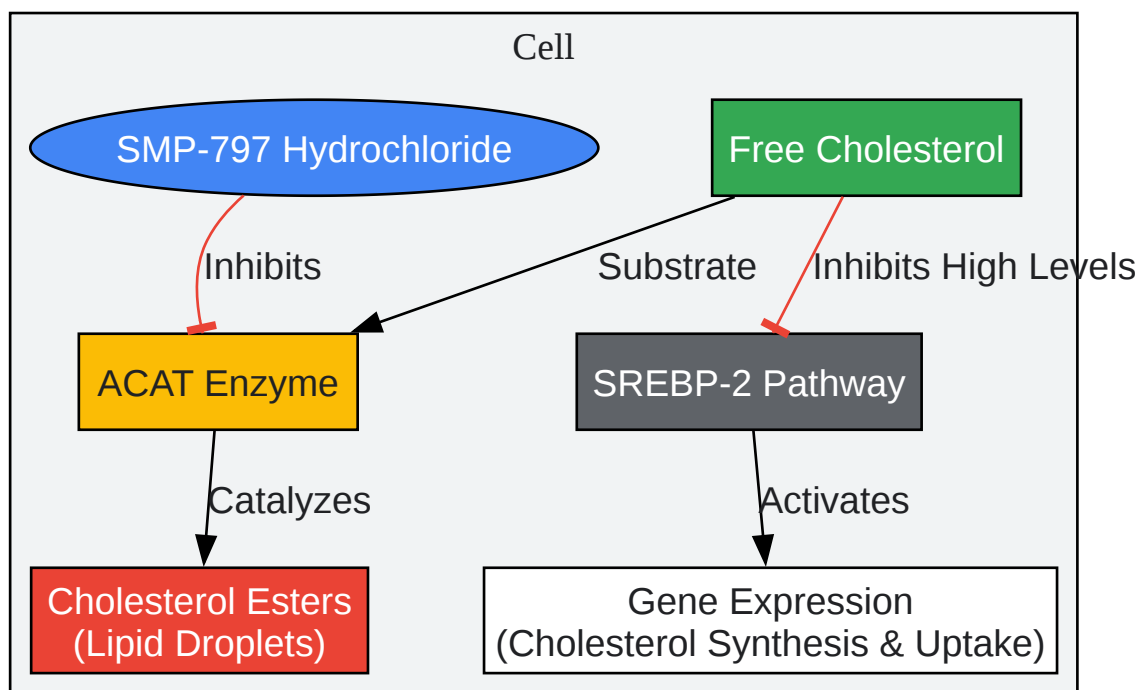 Cell
SMP-797 Hydrochloride
Free Cholesterol
Inhibits
Substrate
Inhibits High Levels
ACAT Enzyme
SREBP-2 Pathway
Catalyzes
Activates
Cholesterol Esters
(Lipid Droplets)
Gene Expression
(Cholesterol Synthesis & Uptake)